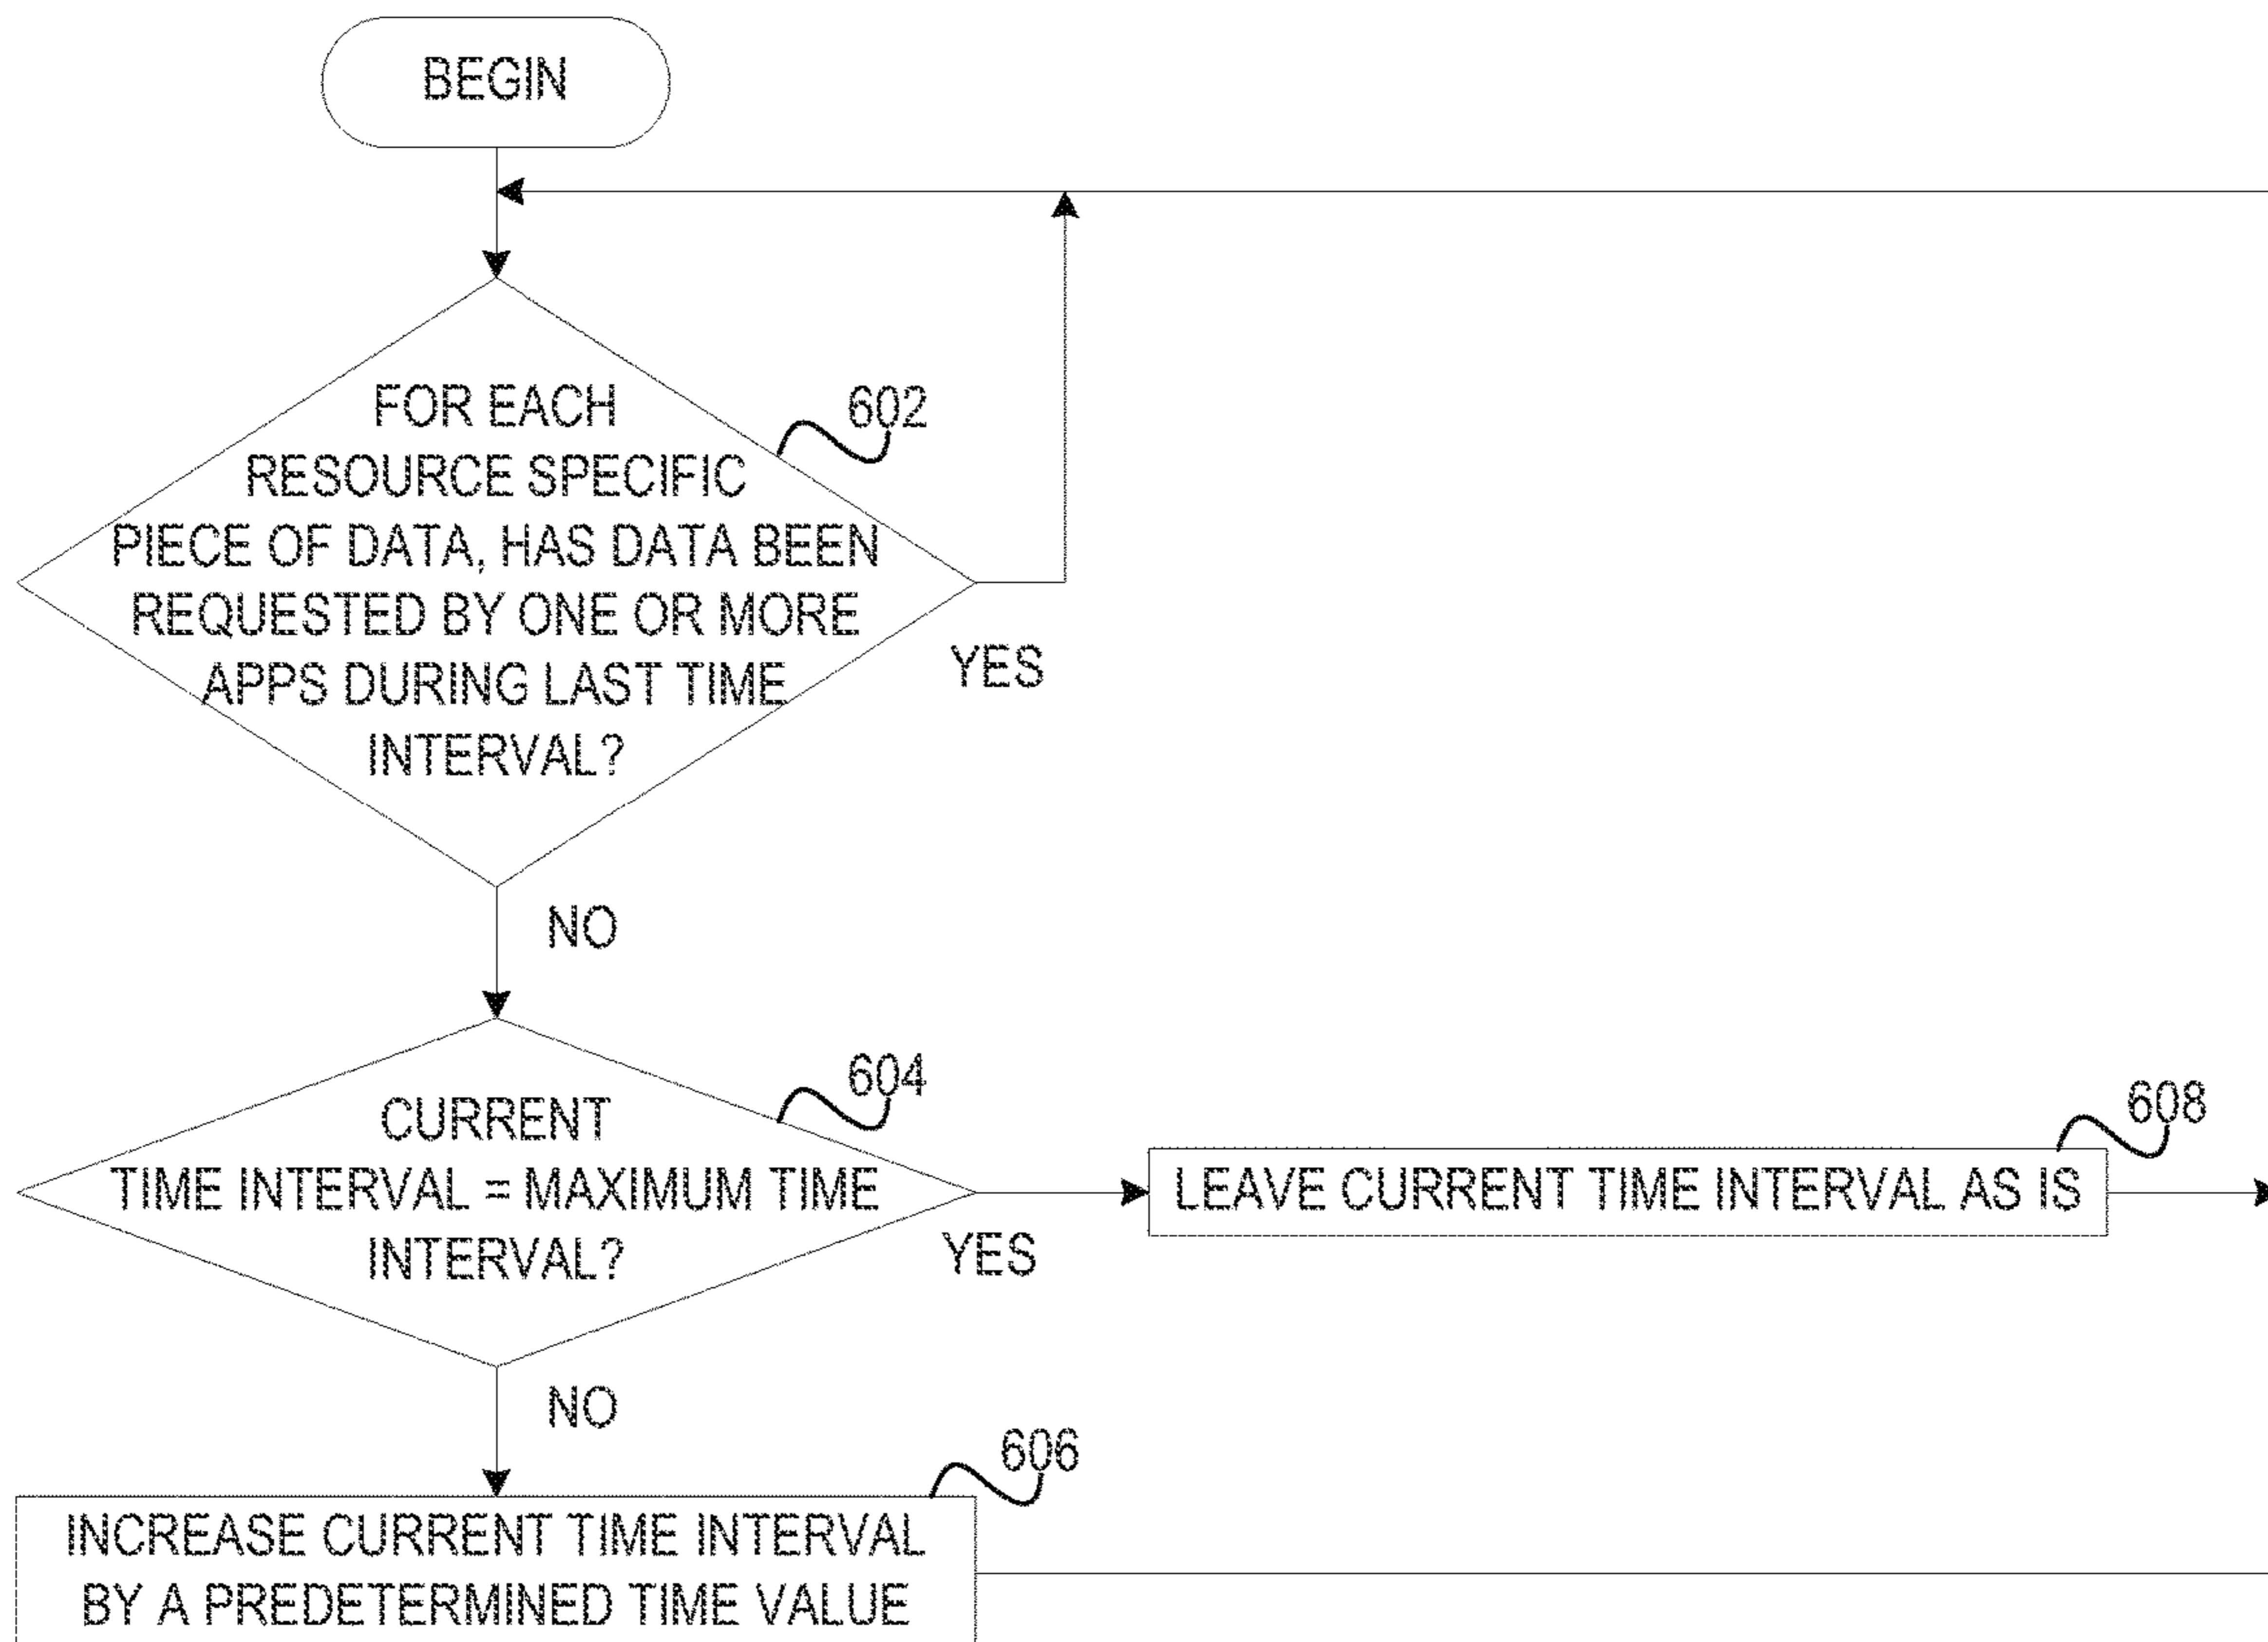 BEGIN
FOR EACH
RESOURCE SPECIFIC
PIECE OF DATA, HAS DATA BEEN
REQUESTED BY ONE OR MORE
APPS DURING LAST TIME
INTERVAL?
602
YES
NO
CURRENT
TIME INTERVAL = MAXIMUM TIME
INTERVAL?
604
YES
LEAVE CURRENT TIME INTERVAL AS IS
608
NO
INCREASE CURRENT TIME INTERVAL
BY A PREDETERMINED TIME VALUE
606